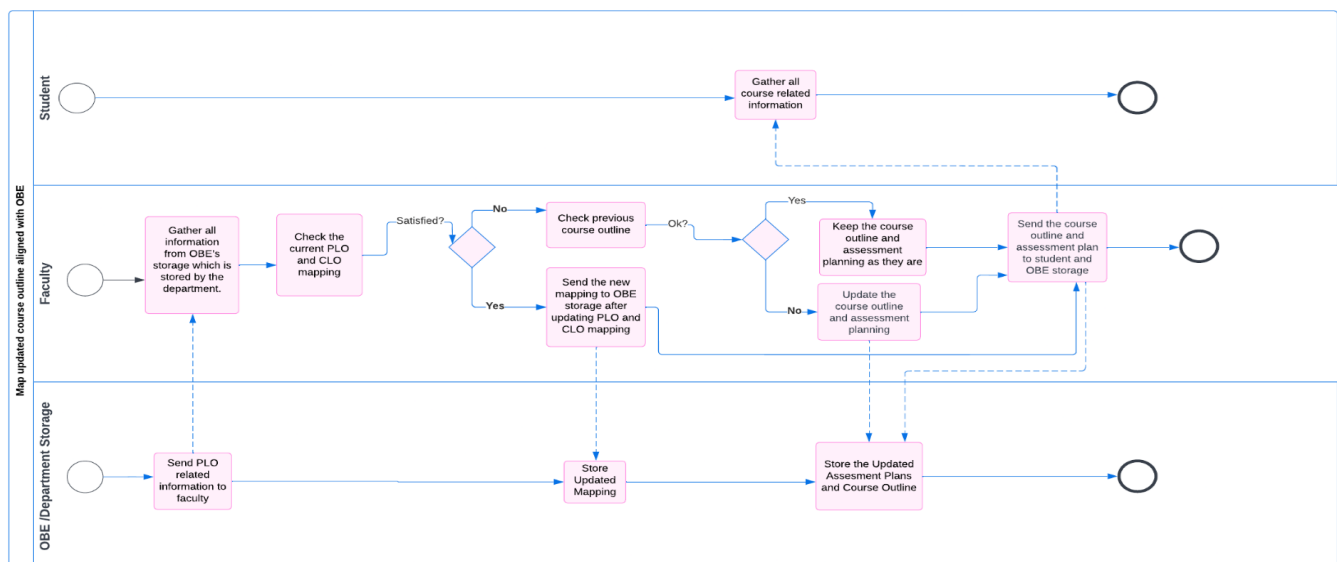 Map updated course outline aligned with OBE
Student
Gather all
course related
information
Faculty
Gather all
information
from OBE's
storage which is
stored by the
department.
Check the
current PLO
and CLO
mapping
Satisfied?
No
Yes
Check previous
course outline
Send the new
mapping to OBE
storage after
updating PLO and
CLO mapping
Ok?
Yes
No
Keep the course
outline and
assessment
planning as they are
Update the
course outline
and assessment
planning
Send the course
outline and
assessment plan
to student and
OBE storage
OBE /Department Storage
Send PLO
related
information to
faculty
Store
Updated
Mapping
Store the Updated
Assesment Plans
and Course Outline